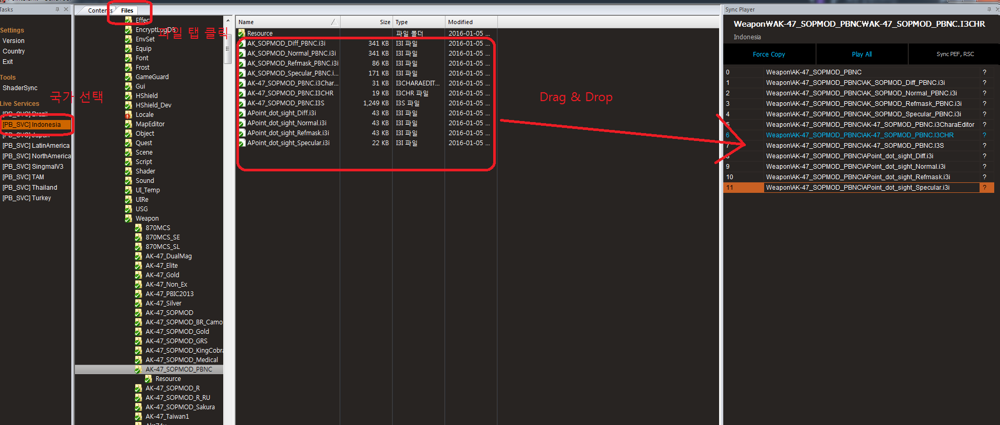 Tasks
Settings
Version
Country
Exit
Tools
ShaderSync
국가 선택
Live Services
[PB_SVC] Brazil
[PB_SVC] Indonesia
[PB_SVC] Japan
[PB_SVC] LatinAmerica
[PB_SVC] NorthAmerica
[PB_SVC] SingmalV3
[PB_SVC] TAM
[PB_SVC] Thailand
[PB_SVC] Turkey
Contents Files
파일 탭 클릭
Effect
EncryptLogDB
EnvSet
Equip
Font
Frost
GameGuard
Gui
HShield
HShield_Dev
Locale
MapEditor
Object
Quest
Scene
Script
Shader
Sound
UI_Temp
UIRe
USG
Weapon
870MCS
870MCS_SE
870MCS_SL
AK-47_DualMag
AK-47_Elite
AK-47_Gold
AK-47_Non_Ex
AK-47_PBIC2013
AK-47_Silver
AK-47_SOPMOD
AK-47_SOPMOD_BR_Camo
AK-47_SOPMOD_Gold
AK-47_SOPMOD_GRS
AK-47_SOPMOD_KingCobra
AK-47_SOPMOD_Medical
AK-47_SOPMOD_PBNC
Resource
AK-47_SOPMOD_R
AK-47_SOPMOD_R_RU
AK-47_SOPMOD_Sakura
AK-47_Taiwan1
Name Size Type Modified
Resource 파일 폴더 2016-01-05 ...
AK_SOPMOD_Diff_PBNC.i3i 341 KB I3I 파일 2016-01-05 ...
AK_SOPMOD_Normal_PBNC.i3i 341 KB I3I 파일 2016-01-05 ...
AK_SOPMOD_Refmask_PBNC.i3i 86 KB I3I 파일 2016-01-05 ...
AK_SOPMOD_Specular_PBNC.i... 171 KB I3I 파일 2016-01-05 ...
AK-47_SOPMOD_PBNC.i3Char... 31 KB I3CHARAEDIT... 2016-01-05 ...
AK-47_SOPMOD_PBNC.I3CHR 19 KB I3CHR 파일 2016-01-05 ...
AK-47_SOPMOD_PBNC.I3S 1,249 KB I3S 파일 2016-01-05 ...
APoint_dot_sight_Diff.i3i 43 KB I3I 파일 2016-01-05 ...
APoint_dot_sight_Normal.i3i 43 KB I3I 파일 2016-01-05 ...
APoint_dot_sight_Refmask.i3i 43 KB I3I 파일 2016-01-05 ...
APoint_dot_sight_Specular.i3i 22 KB I3I 파일 2016-01-05 ...
Drag & Drop
Sync Player
Weapon₩AK-47_SOPMOD_PBNC₩AK-47_SOPMOD_PBNC.I3CHR
Indonesia
Force Copy Play All Sync PEF, RSC
0 Weapon\AK-47_SOPMOD_PBNC ?
1 Weapon\AK-47_SOPMOD_PBNC\AK_SOPMOD_Diff_PBNC.i3i ?
2 Weapon\AK-47_SOPMOD_PBNC\AK_SOPMOD_Normal_PBNC.i3i ?
3 Weapon\AK-47_SOPMOD_PBNC\AK_SOPMOD_Refmask_PBNC.i3i ?
4 Weapon\AK-47_SOPMOD_PBNC\AK_SOPMOD_Specular_PBNC.i3i ?
5 Weapon\AK-47_SOPMOD_PBNC\AK-47_SOPMOD_PBNC.i3CharaEditor ?
6 Weapon\AK-47_SOPMOD_PBNC\AK-47_SOPMOD_PBNC.I3CHR ?
7 Weapon\AK-47_SOPMOD_PBNC\AK-47_SOPMOD_PBNC.I3S ?
8 Weapon\AK-47_SOPMOD_PBNC\APoint_dot_sight_Diff.i3i ?
9 Weapon\AK-47_SOPMOD_PBNC\APoint_dot_sight_Normal.i3i ?
10 Weapon\AK-47_SOPMOD_PBNC\APoint_dot_sight_Refmask.i3i ?
11 Weapon\AK-47_SOPMOD_PBNC\APoint_dot_sight_Specular.i3i ?